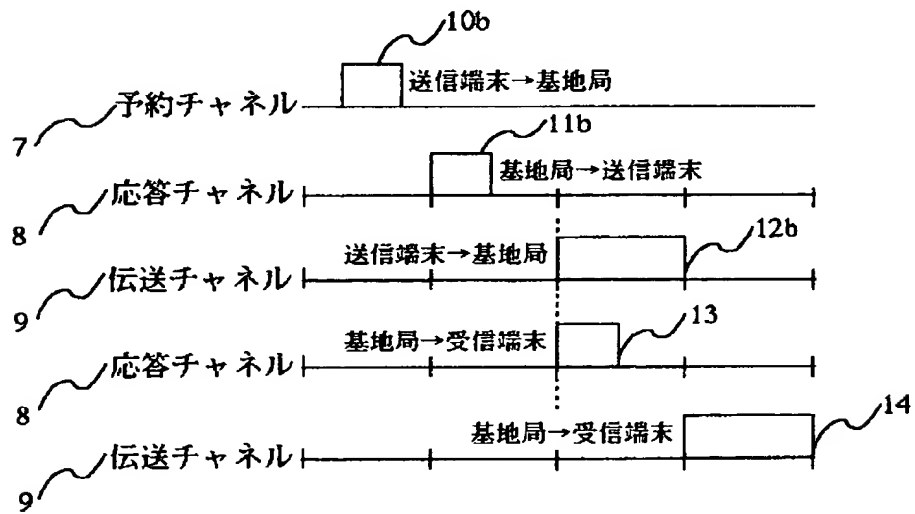 10b
送信端末→基地局
予約チャネル
7
11b
基地局→送信端末
応答チャネル
8
12b
送信端末→基地局
伝送チャネル
9
13
基地局→受信端末
応答チャネル
8
14
基地局→受信端末
伝送チャネル
9